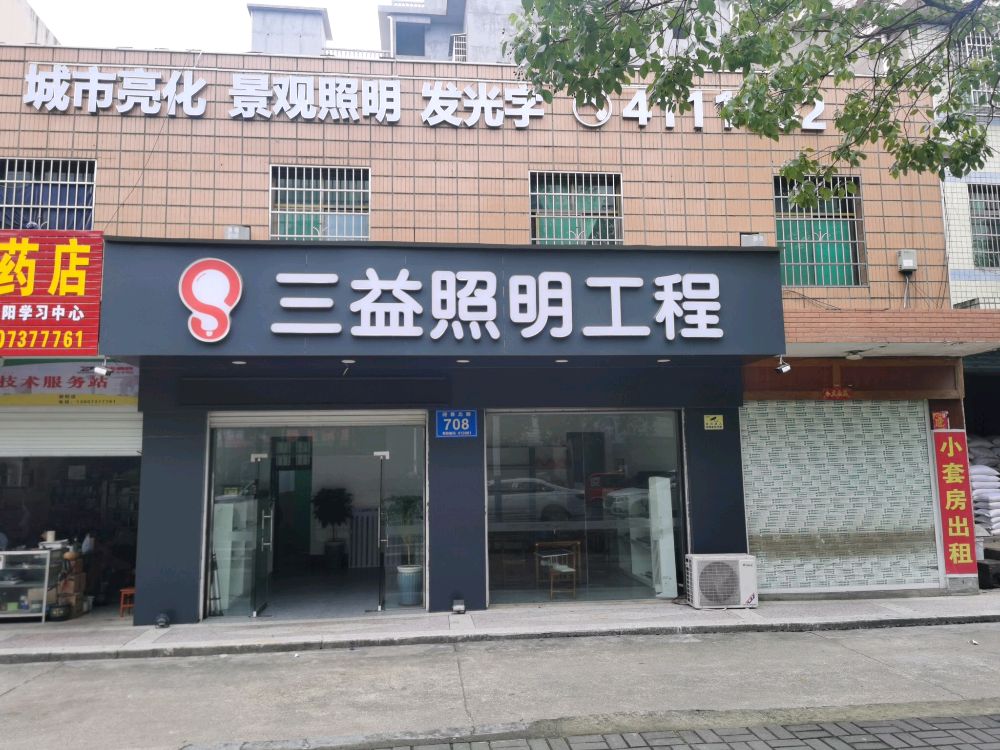 城市亮化 景观照明 发光字
三益照明工程
药店
阳学习中心
07377761
技术服务站
708
小套房出租